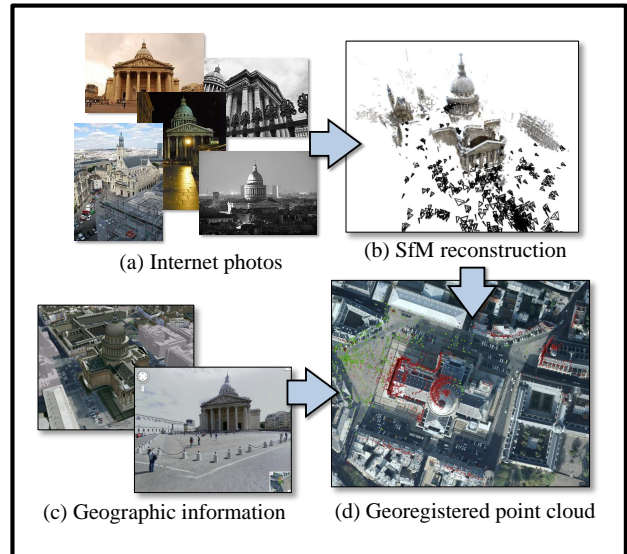 (a) Internet photos
(b) SfM reconstruction
(c) Geographic information
(d) Georegistered point cloud